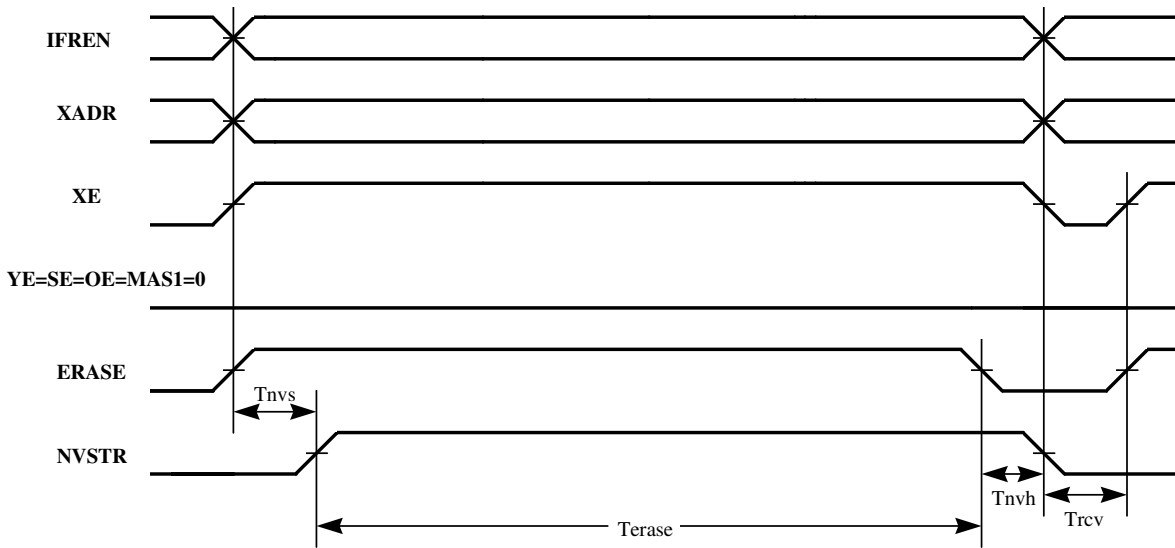 IFREN
XADR
XE
YE=SE=OE=MAS1=0
ERASE
Tnvs
NVSTR
Tnvh
Trcv
Terase